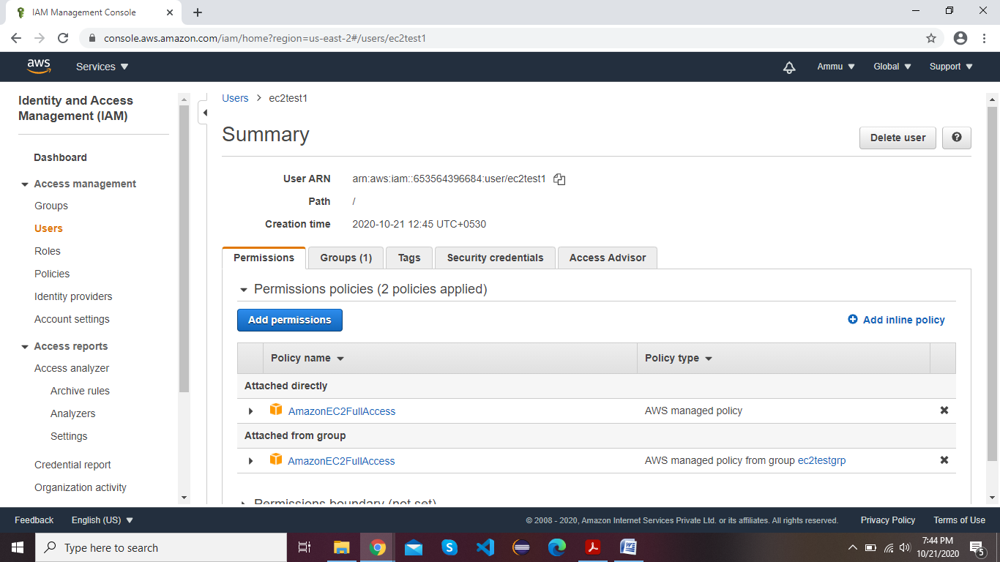 IAM Management Console
console.aws.amazon.com/iam/home?region=us-east-2#/users/ec2test1
aws
Services
Ammu
Global
Support
Identity and Access
Management (IAM)
Dashboard
Access management
Groups
Users
Roles
Policies
Identity providers
Account settings
Access reports
Access analyzer
Archive rules
Analyzers
Settings
Credential report
Organization activity
Users > ec2test1
Summary
Delete user
User ARN arn:aws:iam::653564396684:user/ec2test1
Path /
Creation time 2020-10-21 12:45 UTC+0530
Permissions Groups (1) Tags Security credentials Access Advisor
Permissions policies (2 policies applied)
Add permissions
Add inline policy
Policy name Policy type
Attached directly
AmazonEC2FullAccess AWS managed policy
Attached from group
AmazonEC2FullAccess AWS managed policy from group ec2testgrp
Permissions boundary (not set)
Feedback English (US)
© 2008 - 2020, Amazon Internet Services Private Ltd. or its affiliates. All rights reserved. Privacy Policy Terms of Use
Type here to search
7:44 PM
10/21/2020
5